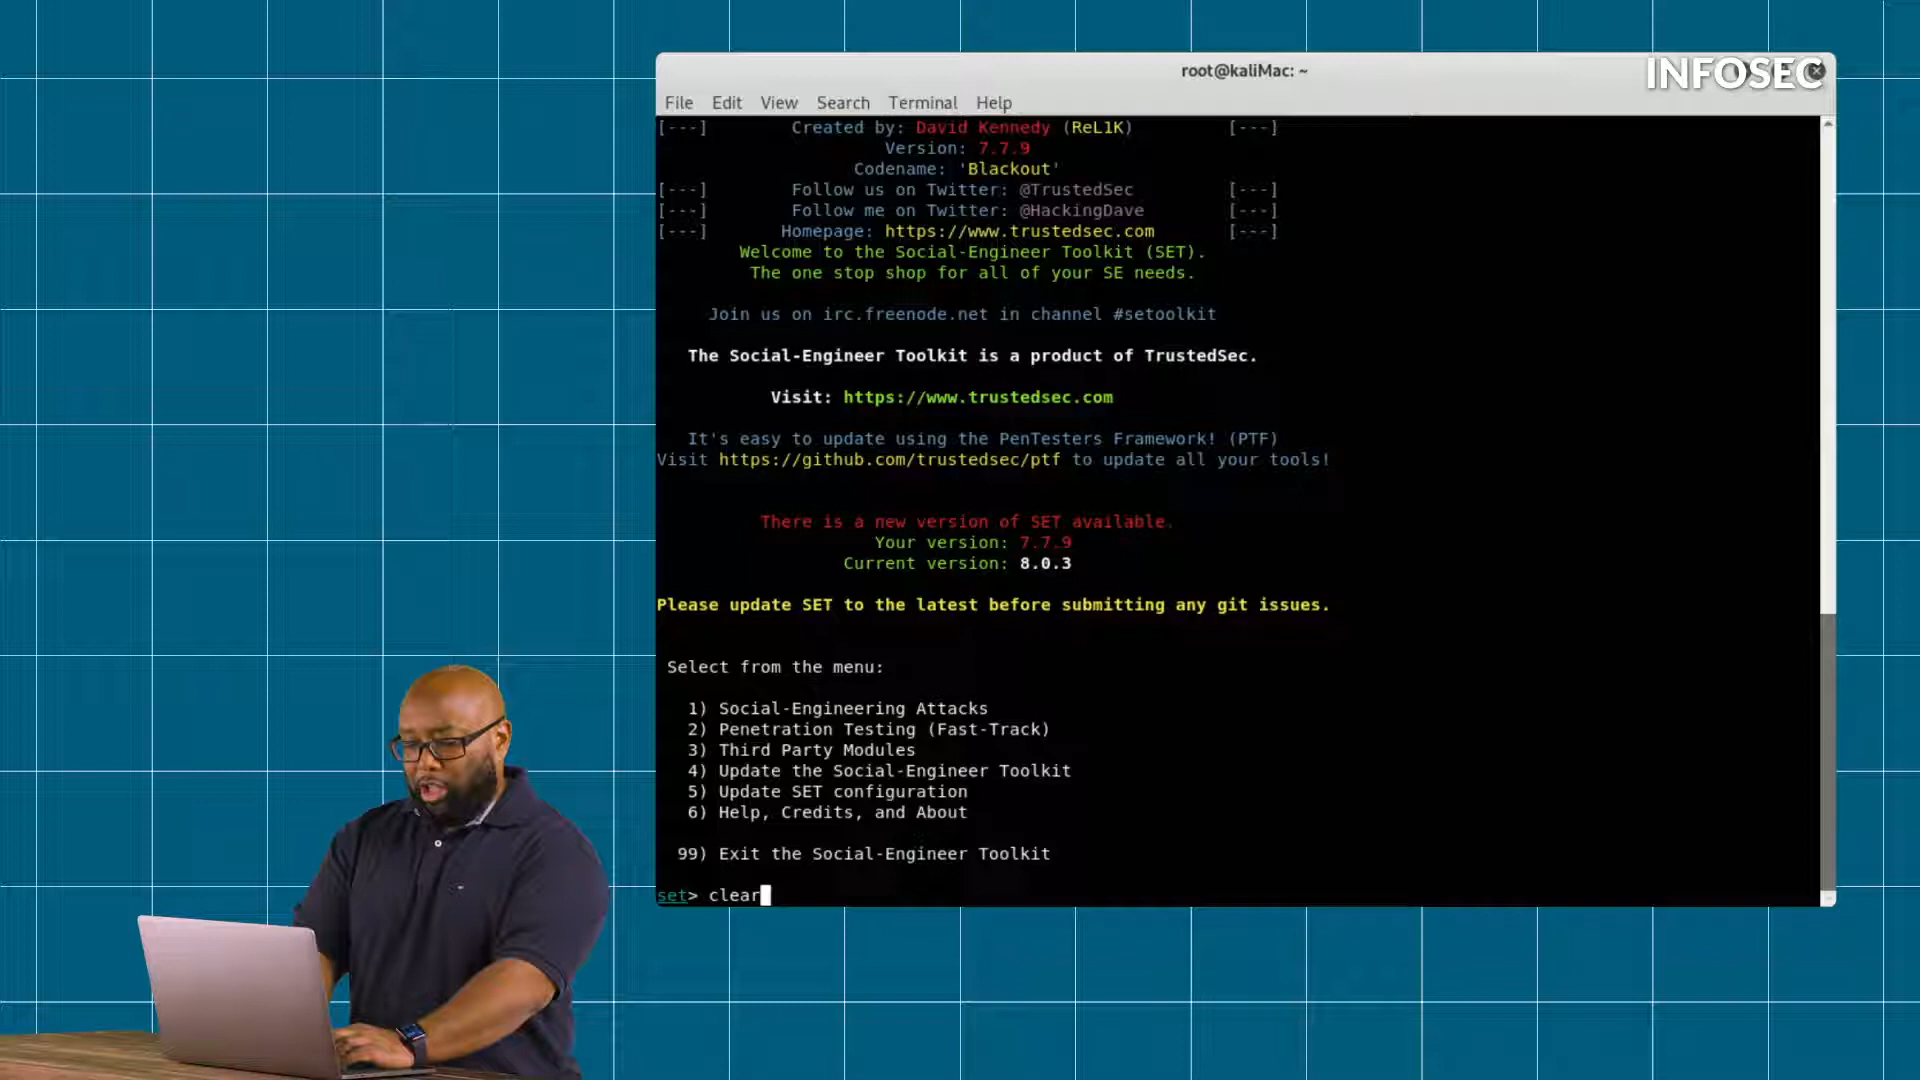 root@kaliMac: ~
INFOSEC
File Edit View Search Terminal Help
[---] Created by: David Kennedy (ReL1K) [---]
Version: 7.7.9
Codename: 'Blackout'
[---] Follow us on Twitter: @TrustedSec [---]
[---] Follow me on Twitter: @HackingDave [---]
[---] Homepage: https://www.trustedsec.com [---]
Welcome to the Social-Engineer Toolkit (SET).
The one stop shop for all of your SE needs.
Join us on irc.freenode.net in channel #setoolkit
The Social-Engineer Toolkit is a product of TrustedSec.
Visit: https://www.trustedsec.com
It's easy to update using the PenTesters Framework! (PTF)
Visit https://github.com/trustedsec/ptf to update all your tools!
There is a new version of SET available.
Your version: 7.7.9
Current version: 8.0.3
Please update SET to the latest before submitting any git issues.
Select from the menu:
1) Social-Engineering Attacks
2) Penetration Testing (Fast-Track)
3) Third Party Modules
4) Update the Social-Engineer Toolkit
5) Update SET configuration
6) Help, Credits, and About
99) Exit the Social-Engineer Toolkit
set> clear